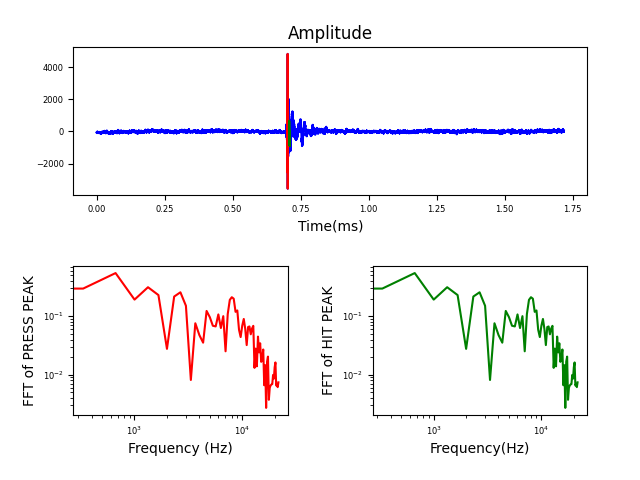 Amplitude
4000
2000
0
−2000
0.00 0.25 0.50 0.75 1.00 1.25 1.50 1.75
Time(ms)
FFT of PRESS PEAK
10⁻¹
10⁻²
10³ 10⁴
Frequency (Hz)
FFT of HIT PEAK
10⁻¹
10⁻²
10³ 10⁴
Frequency(Hz)